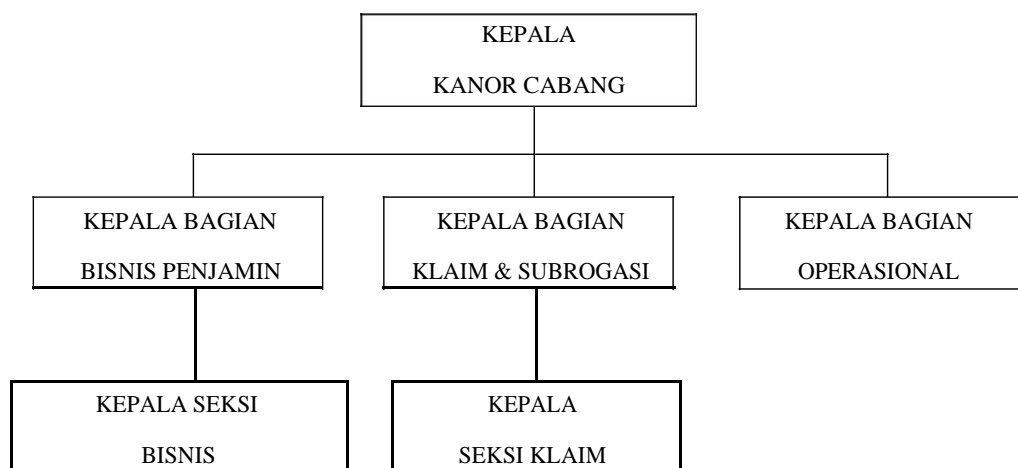 KEPALA
KANOR CABANG
KEPALA BAGIAN
BISNIS PENJAMIN
KEPALA BAGIAN
KLAIM & SUBROGASI
KEPALA BAGIAN
OPERASIONAL
KEPALA SEKSI
BISNIS
KEPALA
SEKSI KLAIM